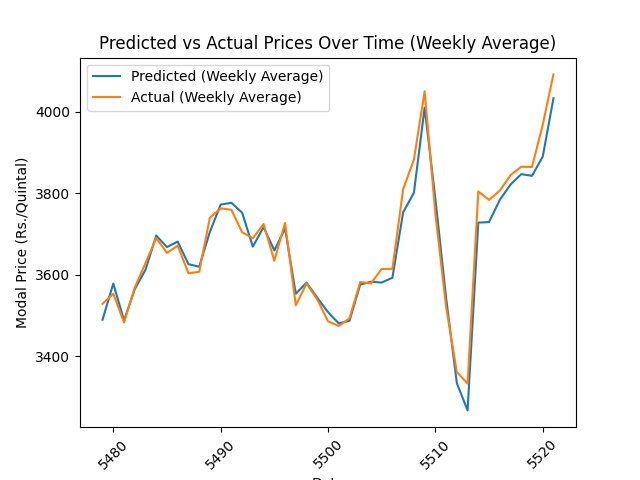 Predicted vs Actual Prices Over Time (Weekly Average)
Predicted (Weekly Average)
Actual (Weekly Average)
Modal Price (Rs./Quintal)
4000
3800
3600
3400
5480
5490
5500
5510
5520